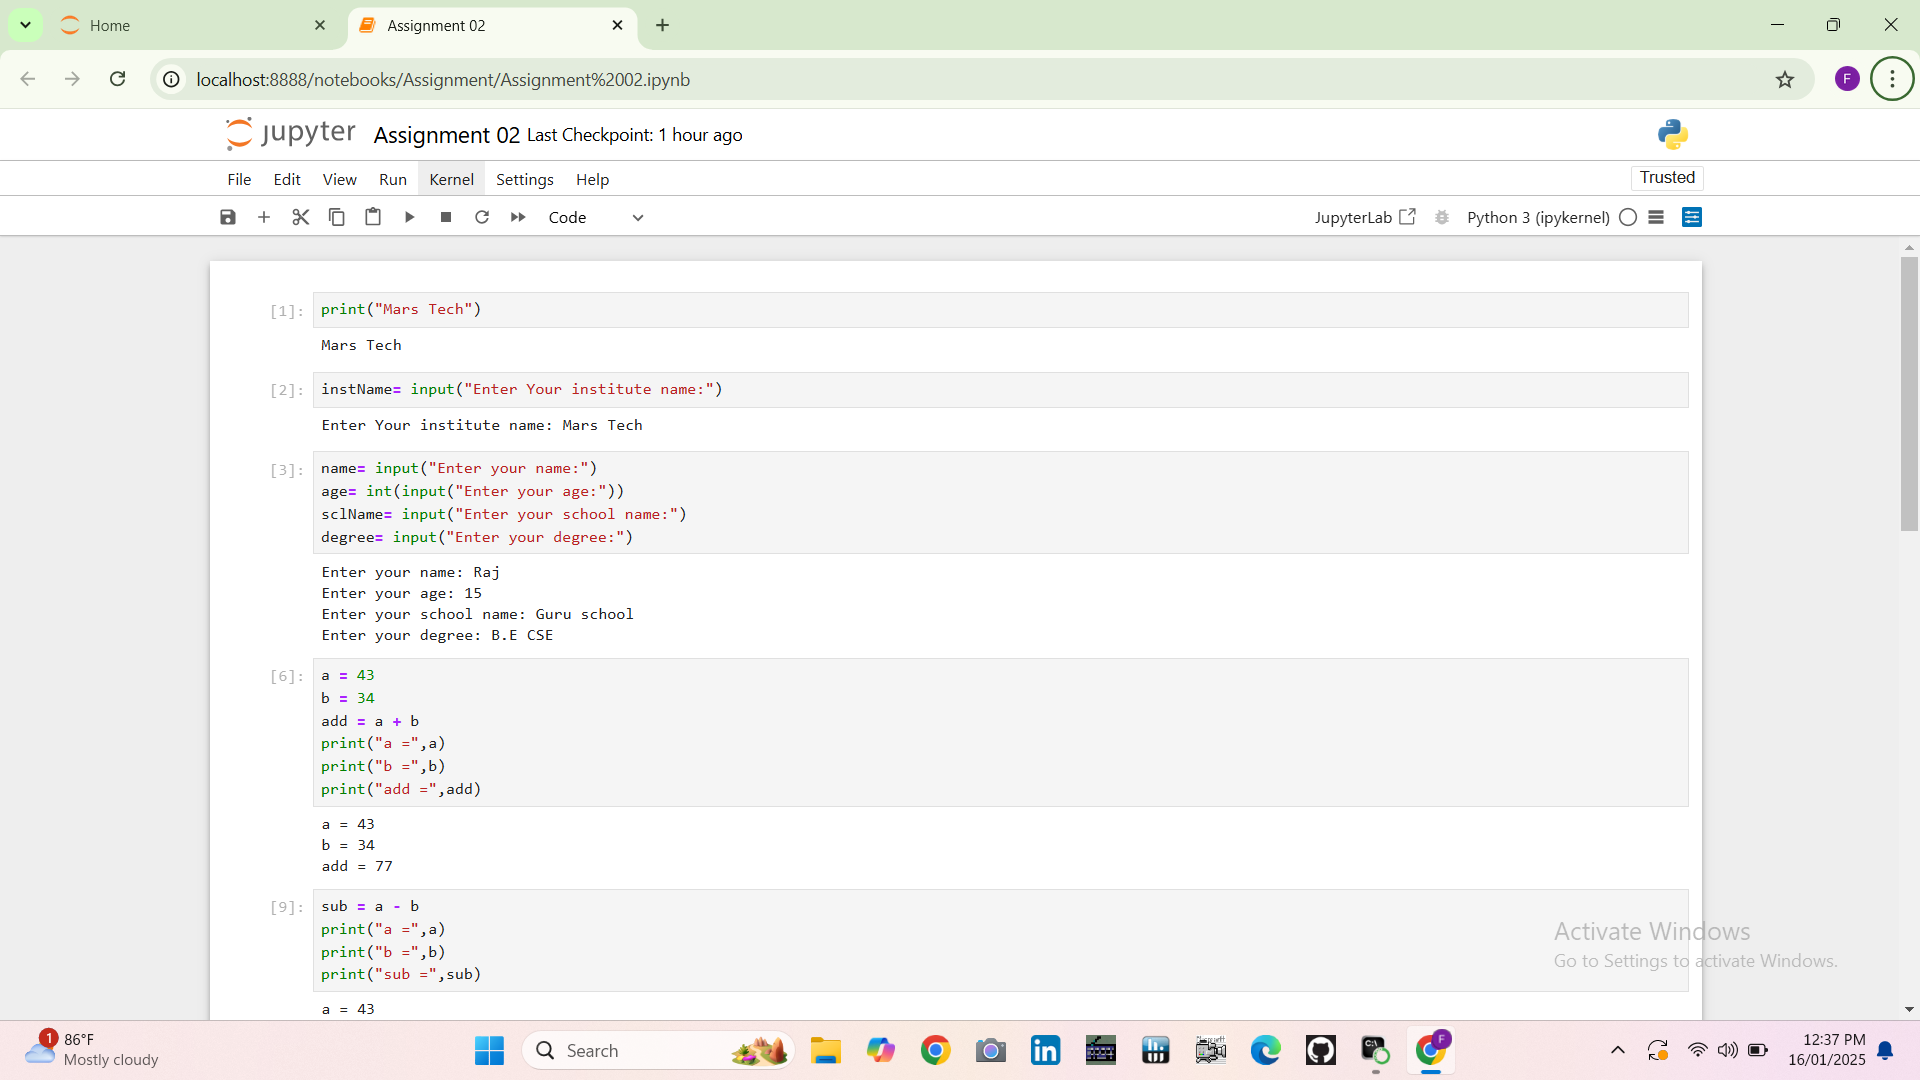 Home
Assignment 02
localhost:8888/notebooks/Assignment/Assignment%2002.ipynb
F
jupyter Assignment 02 Last Checkpoint: 1 hour ago
File Edit View Run Kernel Settings Help
Trusted
Code
JupyterLab
Python 3 (ipykernel)
[1]: print("Mars Tech")
Mars Tech
[2]: instName= input("Enter Your institute name:")
Enter Your institute name: Mars Tech
[3]: name= input("Enter your name:")
age= int(input("Enter your age:"))
sclName= input("Enter your school name:")
degree= input("Enter your degree:")
Enter your name: Raj
Enter your age: 15
Enter your school name: Guru school
Enter your degree: B.E CSE
[6]: a = 43
b = 34
add = a + b
print("a =",a)
print("b =",b)
print("add =",add)
a = 43
b = 34
add = 77
[9]: sub = a - b
print("a =",a)
print("b =",b)
print("sub =",sub)
a = 43
Activate Windows
Go to Settings to activate Windows.
1
86°F
Mostly cloudy
Search
F
12:37 PM
16/01/2025